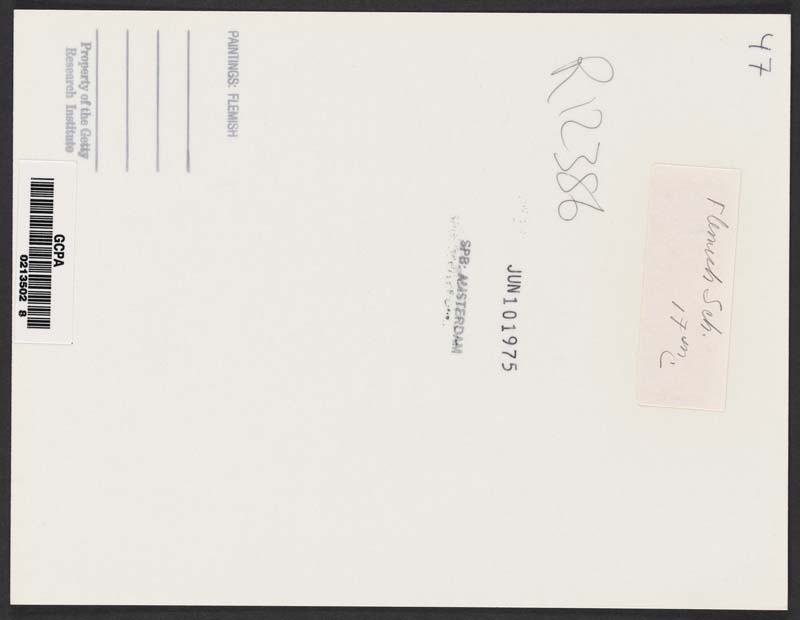 47
R12386
Flemish Sch.
17
JUN 10 1975
SPB: AMSTERDAM
PAINTINGS: FLEMISH
Property of the Getty
Research Institute
GCPA
0213502 8